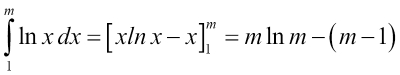 ∫₁ᵐ ln x dx = [xln x − x]₁ᵐ = m ln m − (m − 1)